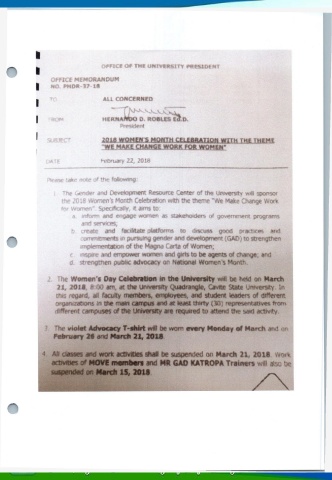 OFFICE OF THE UNIVERSITY PRESIDENT
OFFICE MEMORANDUM
NO. PHDR-37-18
TO ALL CONCERNED
FROM HERNANDO D. ROBLES Ed.D.
President
SUBJECT 2018 WOMEN'S MONTH CELEBRATION WITH THE THEME
"WE MAKE CHANGE WORK FOR WOMEN"
DATE February 22, 2018
Please take note of the following:
1. The Gender and Development Resource Center of the University will sponsor
the 2018 Women's Month Celebration with the theme "We Make Change Work
for Women". Specifically, it aims to:
a. inform and engage women as stakeholders of government programs
and services;
b. create and facilitate platforms to discuss good practices and
commitments in pursuing gender and development (GAD) to strengthen
implementation of the Magna Carta of Women;
c. inspire and empower women and girls to be agents of change, and
d. strengthen public advocacy on National Women's Month.
2. The Women's Day Celebration in the University will be held on March
21, 2018, 8:00 am, at the University Quadrangle, Cavite State University. In
this regard, all faculty members, employees, and student leaders of different
organizations in the main campus and at least thirty (30) representatives from
different campuses of the University are required to attend the said activity.
3. The violet Advocacy T-shirt will be worn every Monday of March and on
February 26 and March 21, 2018.
4. All classes and work activities shall be suspended on March 21, 2018. Work
activities of MOVE members and MR GAD KATROPA Trainers will also be
suspended on March 15, 2018.